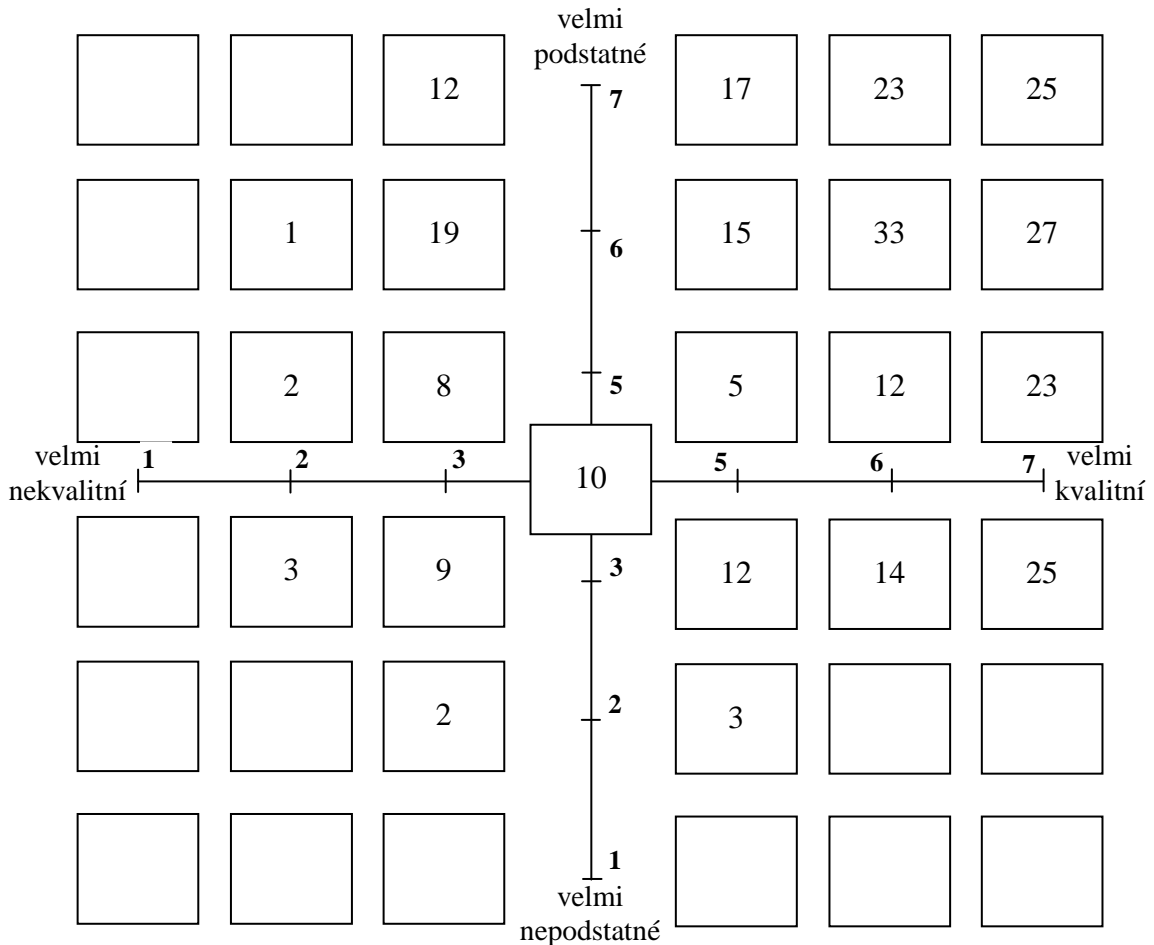 velmi
podstatné
12 17 23 25
7
1 19 15 33 27
6
2 8 5 12 23
5
velmi
nekvalitní
1 2 3 10 5 6 7
velmi
kvalitní
3 9 12 14 25
3
2 3
2
1
velmi
nepodstatné